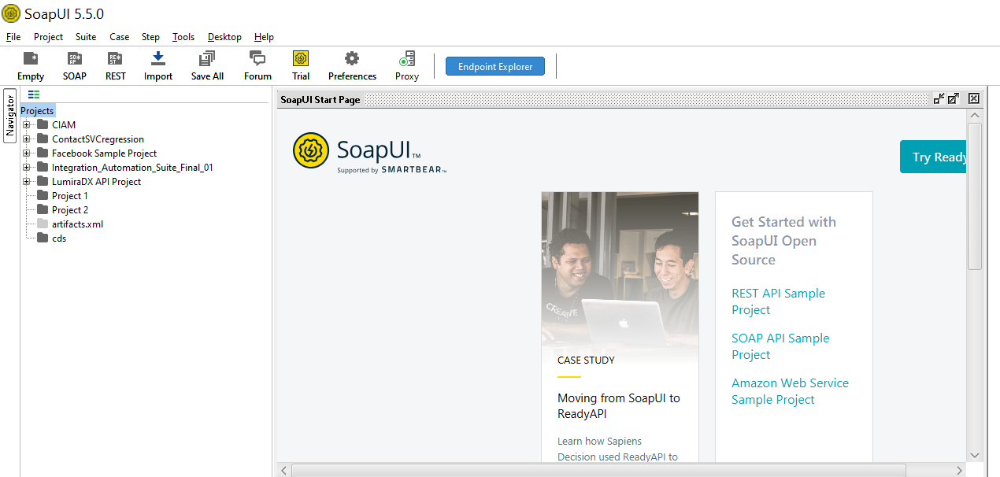 SoapUI 5.5.0
File Project Suite Case Step Tools Desktop Help
Empty SOAP REST Import Save All Forum Trial Preferences Proxy
Endpoint Explorer
Navigator
Projects
CIAM
ContactSVCregression
Facebook Sample Project
Integration_Automation_Suite_Final_01
LumiraDX API Project
Project 1
Project 2
artifacts.xml
cds
SoapUI Start Page
SoapUI™
Supported by SMARTBEAR™
Try Ready
CREATIVE
CASE STUDY
Moving from SoapUI to
ReadyAPI
Learn how Sapiens
Decision used ReadyAPI to
Get Started with
SoapUI Open
Source
REST API Sample
Project
SOAP API Sample
Project
Amazon Web Service
Sample Project